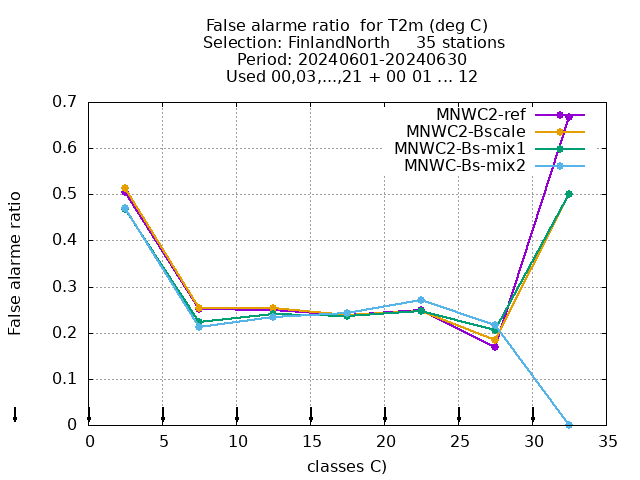 False alarme ratio  for T2m (deg C)
Selection: FinlandNorth     35 stations
Period: 20240601-20240630
Used 00,03,...,21 + 00 01 ... 12
MNWC2-ref
MNWC2-Bscale
MNWC2-Bs-mix1
MNWC-Bs-mix2
False alarme ratio
0.7
0.6
0.5
0.4
0.3
0.2
0.1
0
0 5 10 15 20 25 30 35
classes C)